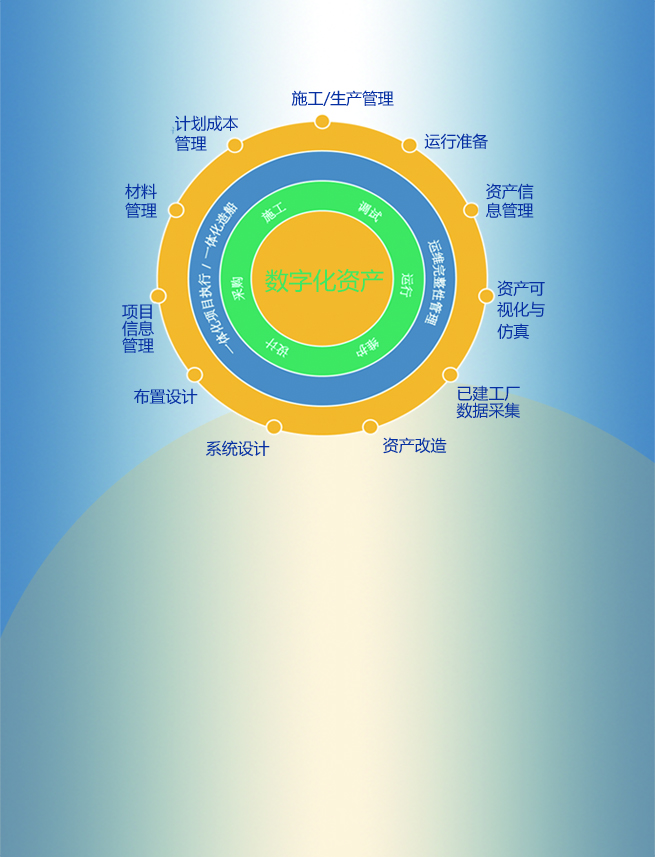 施工/生产管理
计划成本
管理
运行准备
材料
管理
资产信
息管理
一体化项目执行 / 一体化造船
运维完整性管理
施工
调试
采购
运行
设计
维护
数字化资产
项目
信息
管理
资产可
视化与
仿真
布置设计
已建工厂
数据采集
系统设计
资产改造